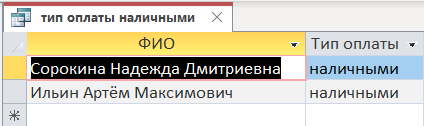 тип оплаты наличными
ФИО Тип оплаты
Сорокина Надежда Дмитриевна наличными
Ильин Артём Максимович наличными